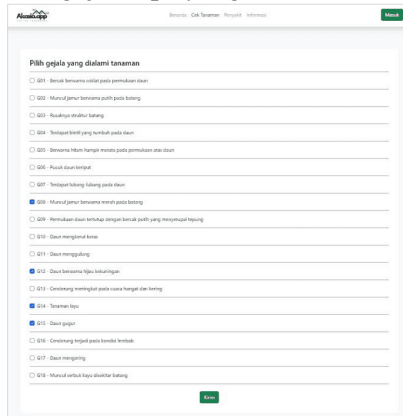 Akasia.app
Beranda Cek Tanaman Penyakit Informasi
Masuk
Pilih gejala yang dialami tanaman
G01 - Bercak berwarna coklat pada permukaan daun
G02 - Muncul jamur berwarna putih pada batang
G03 - Rusaknya struktur batang
G04 - Terdapat bintil yang tumbuh pada daun
G05 - Berwarna hitam hampir merata pada permukaan atas daun
G06 - Pucuk daun keriput
G07 - Terdapat lubang-lubang pada daun
G08 - Muncul jamur berwarna merah pada batang
G09 - Permukaan daun tertutup dengan bercak putih yang menyerupai tepung
G10 - Daun mengkerut keras
G11 - Daun menggulung
G12 - Daun berwarna hijau kekuningan
G13 - Cenderung meningkat pada cuaca hangat dan kering
G14 - Tanaman layu
G15 - Daun gugur
G16 - Cenderung terjadi pada kondisi lembab
G17 - Daun mengering
G18 - Muncul serbuk kayu disekitar batang
Kirim